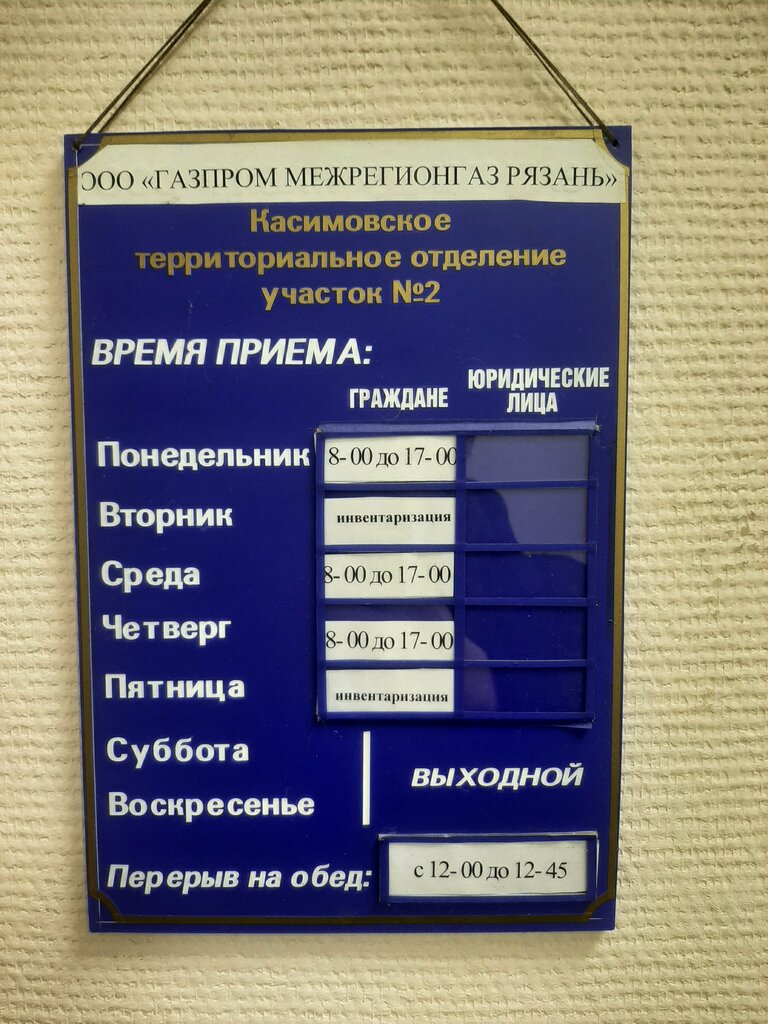 ООО «ГАЗПРОМ МЕЖРЕГИОНГАЗ РЯЗАНЬ»
Касимовское
территориальное отделение
участок №2
ВРЕМЯ ПРИЕМА:
ГРАЖДАНЕ
ЮРИДИЧЕСКИЕ
ЛИЦА
Понедельник 8- 00 до 17- 00
Вторник инвентаризация
Среда 8- 00 до 17- 00
Четверг 8- 00 до 17- 00
Пятница инвентаризация
Суббота
Воскресенье
ВЫХОДНОЙ
Перерыв на обед: с 12- 00 до 12- 45